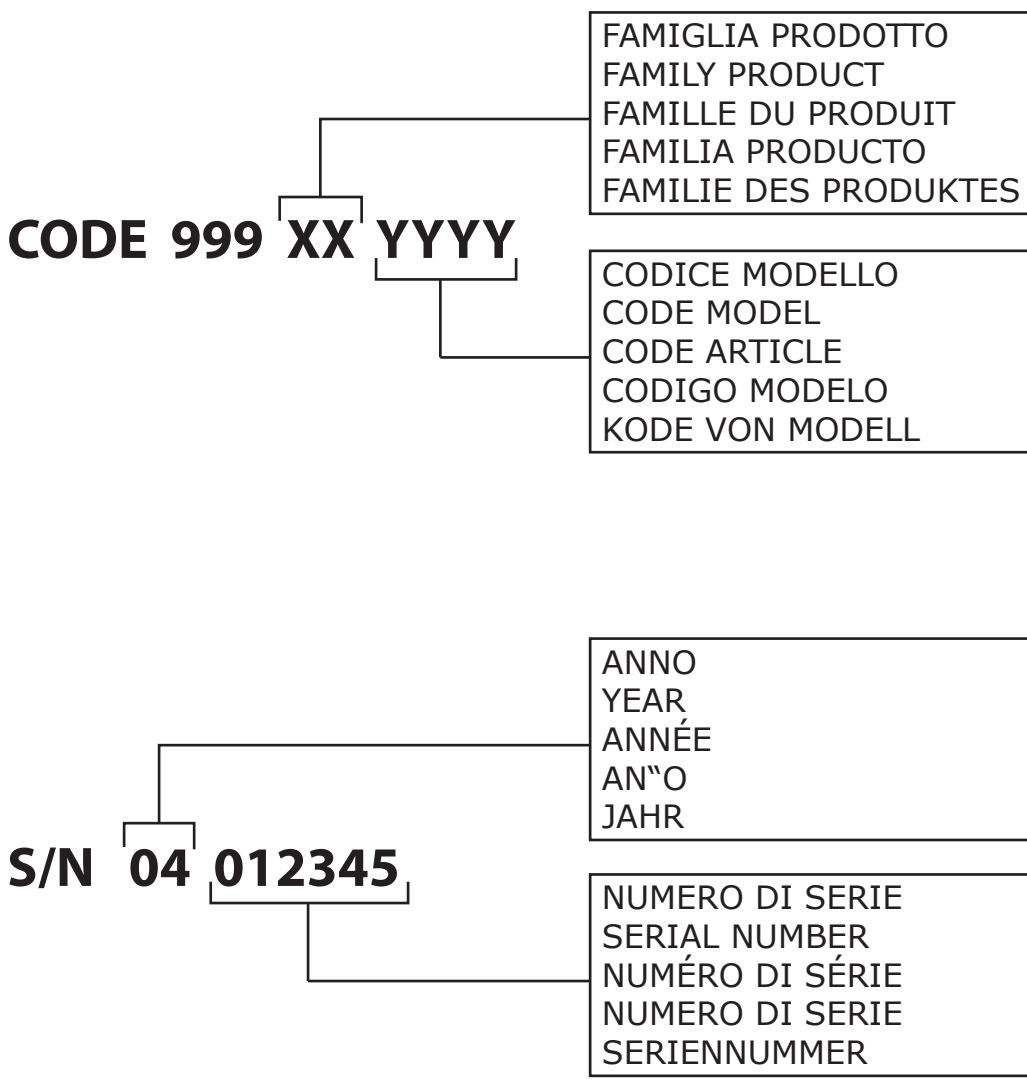 FAMIGLIA PRODOTTO
FAMILY PRODUCT
FAMILLE DU PRODUIT
FAMILIA PRODUCTO
FAMILIE DES PRODUKTES
CODE 999 XX YYYY
CODICE MODELLO
CODE MODEL
CODE ARTICLE
CODIGO MODELO
KODE VON MODELL
ANNO
YEAR
ANNÉE
AN‟O
JAHR
S/N 04 012345
NUMERO DI SERIE
SERIAL NUMBER
NUMÉRO DI SÉRIE
NUMERO DI SERIE
SERIENNUMMER